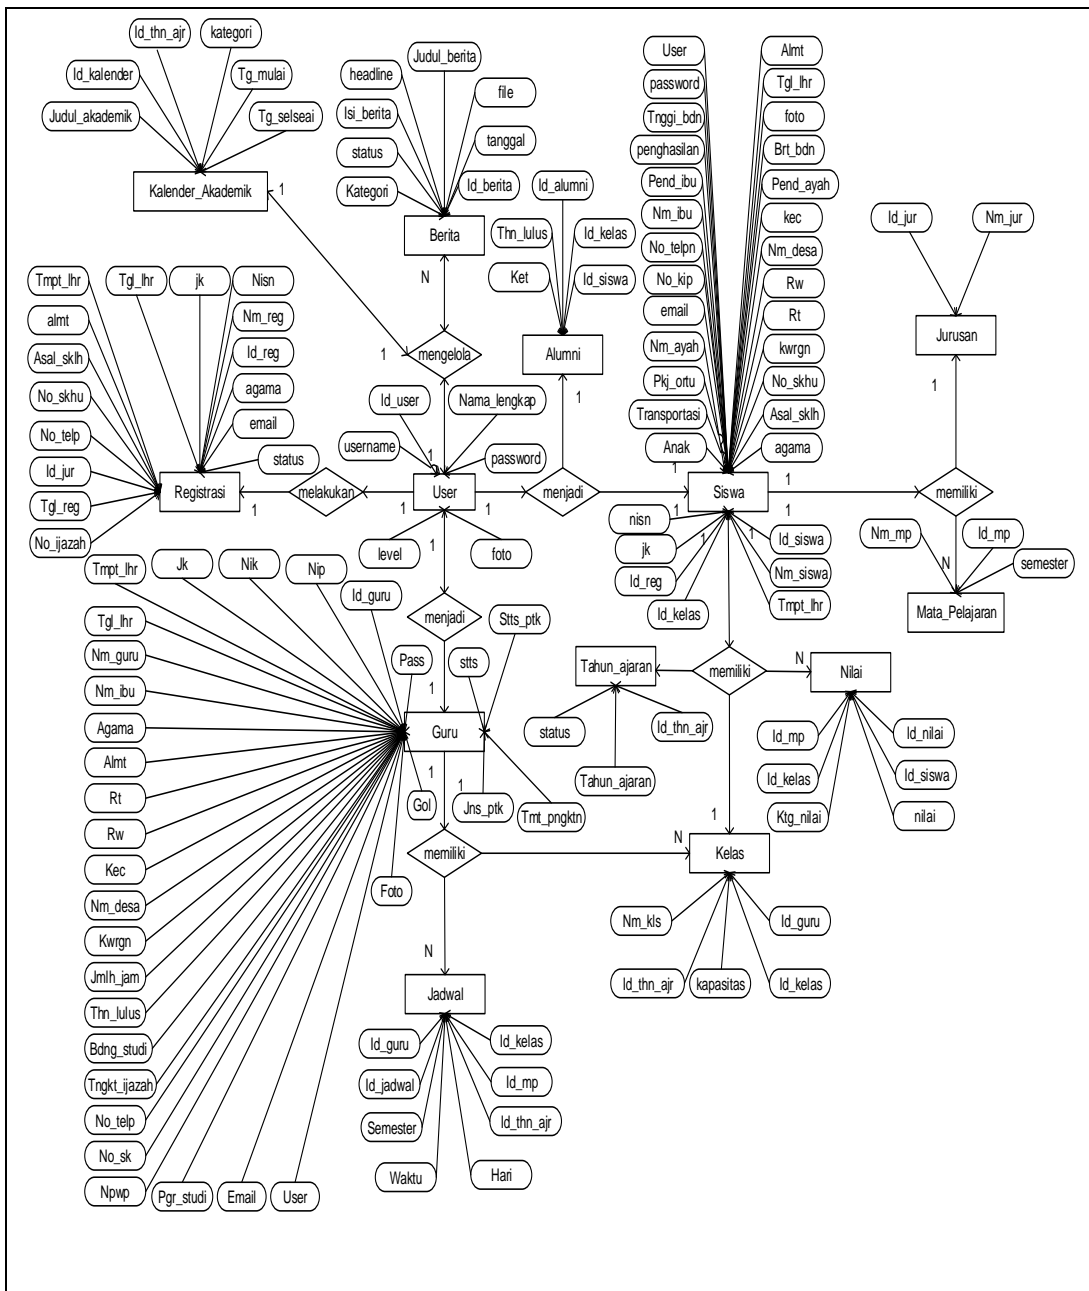 Id_thn_ajr
kategori
Id_kalender
Tg_mulai
Judul_akademik
Tg_selseai
Kalender_Akademik
1
Judul_berita
headline
file
Isi_berita
tanggal
status
Kategori
Id_berita
Berita
N
mengelola
1
Id_alumni
Thn_lulus
Id_kelas
Ket
Id_siswa
Alumni
1
User
Almt
password
Tgl_lhr
Tnggi_bdn
foto
penghasilan
Brt_bdn
Pend_ibu
Pend_ayah
Nm_ibu
kec
No_telpn
Nm_desa
No_kip
Rw
email
Rt
Nm_ayah
kwrgn
Pkj_ortu
No_skhu
Transportasi
Asal_sklh
Anak
agama
1
1
Siswa
1
1
1
1
1
1
nisn
Id_siswa
jk
Nm_siswa
Id_reg
Tmpt_lhr
Id_kelas
Id_jur
Nm_jur
Jurusan
1
memiliki
N
Nm_mp
Id_mp
semester
Mata_Pelajaran
Tmpt_lhr
Tgl_lhr
jk
Nisn
almt
Nm_reg
Asal_sklh
Id_reg
No_skhu
agama
No_telp
email
Id_jur
status
Tgl_reg
No_ijazah
Registrasi
1
melakukan
1
Id_user
Nama_lengkap
username
password
1
User
1
1
level
foto
menjadi
menjadi
1
Tmpt_lhr
Jk
Nik
Nip
Id_guru
Stts_ptk
Tgl_lhr
Pass
stts
Nm_guru
Nm_ibu
Agama
Guru
Almt
Rt
1
1
Gol
Jns_ptk
Tmt_pngktn
Rw
Kec
Foto
Nm_desa
Kwrgn
Jmlh_jam
Thn_lulus
Bdng_studi
Tngkt_ijazah
No_telp
No_sk
Npwp
Pgr_studi
Email
User
memiliki
N
N
Tahun_ajaran
memiliki
N
Nilai
status
Id_thn_ajr
Tahun_ajaran
Id_mp
Id_nilai
Id_kelas
Id_siswa
Ktg_nilai
nilai
1
Kelas
Nm_kls
Id_guru
Id_thn_ajr
kapasitas
Id_kelas
Jadwal
Id_guru
Id_kelas
Id_jadwal
Id_mp
Semester
Id_thn_ajr
Waktu
Hari